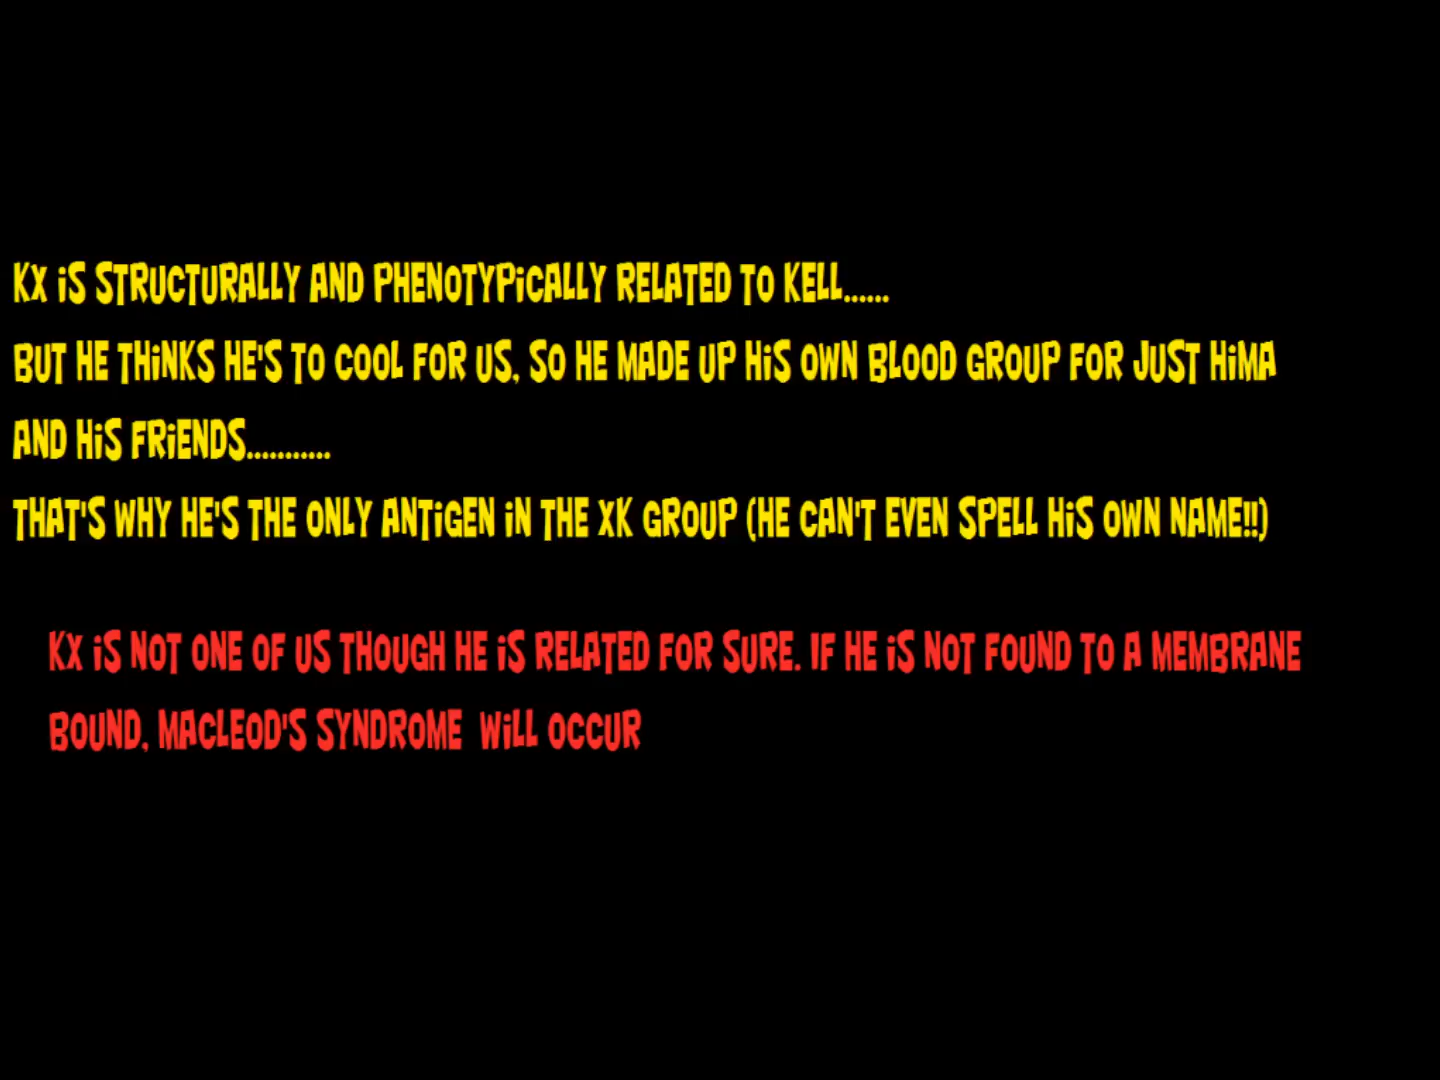 KX IS STRUCTURALLY AND PHENOTYPICALLY RELATED TO KELL......
BUT HE THINKS HE'S TO COOL FOR US, SO HE MADE UP HIS OWN BLOOD GROUP FOR JUST HIMA
AND HIS FRIENDS...........
THAT'S WHY HE'S THE ONLY ANTIGEN IN THE XK GROUP (HE CAN'T EVEN SPELL HIS OWN NAME!!)
KX IS NOT ONE OF US THOUGH HE IS RELATED FOR SURE. IF HE IS NOT FOUND TO A MEMBRANE
BOUND, MACLEOD'S SYNDROME  WILL OCCUR